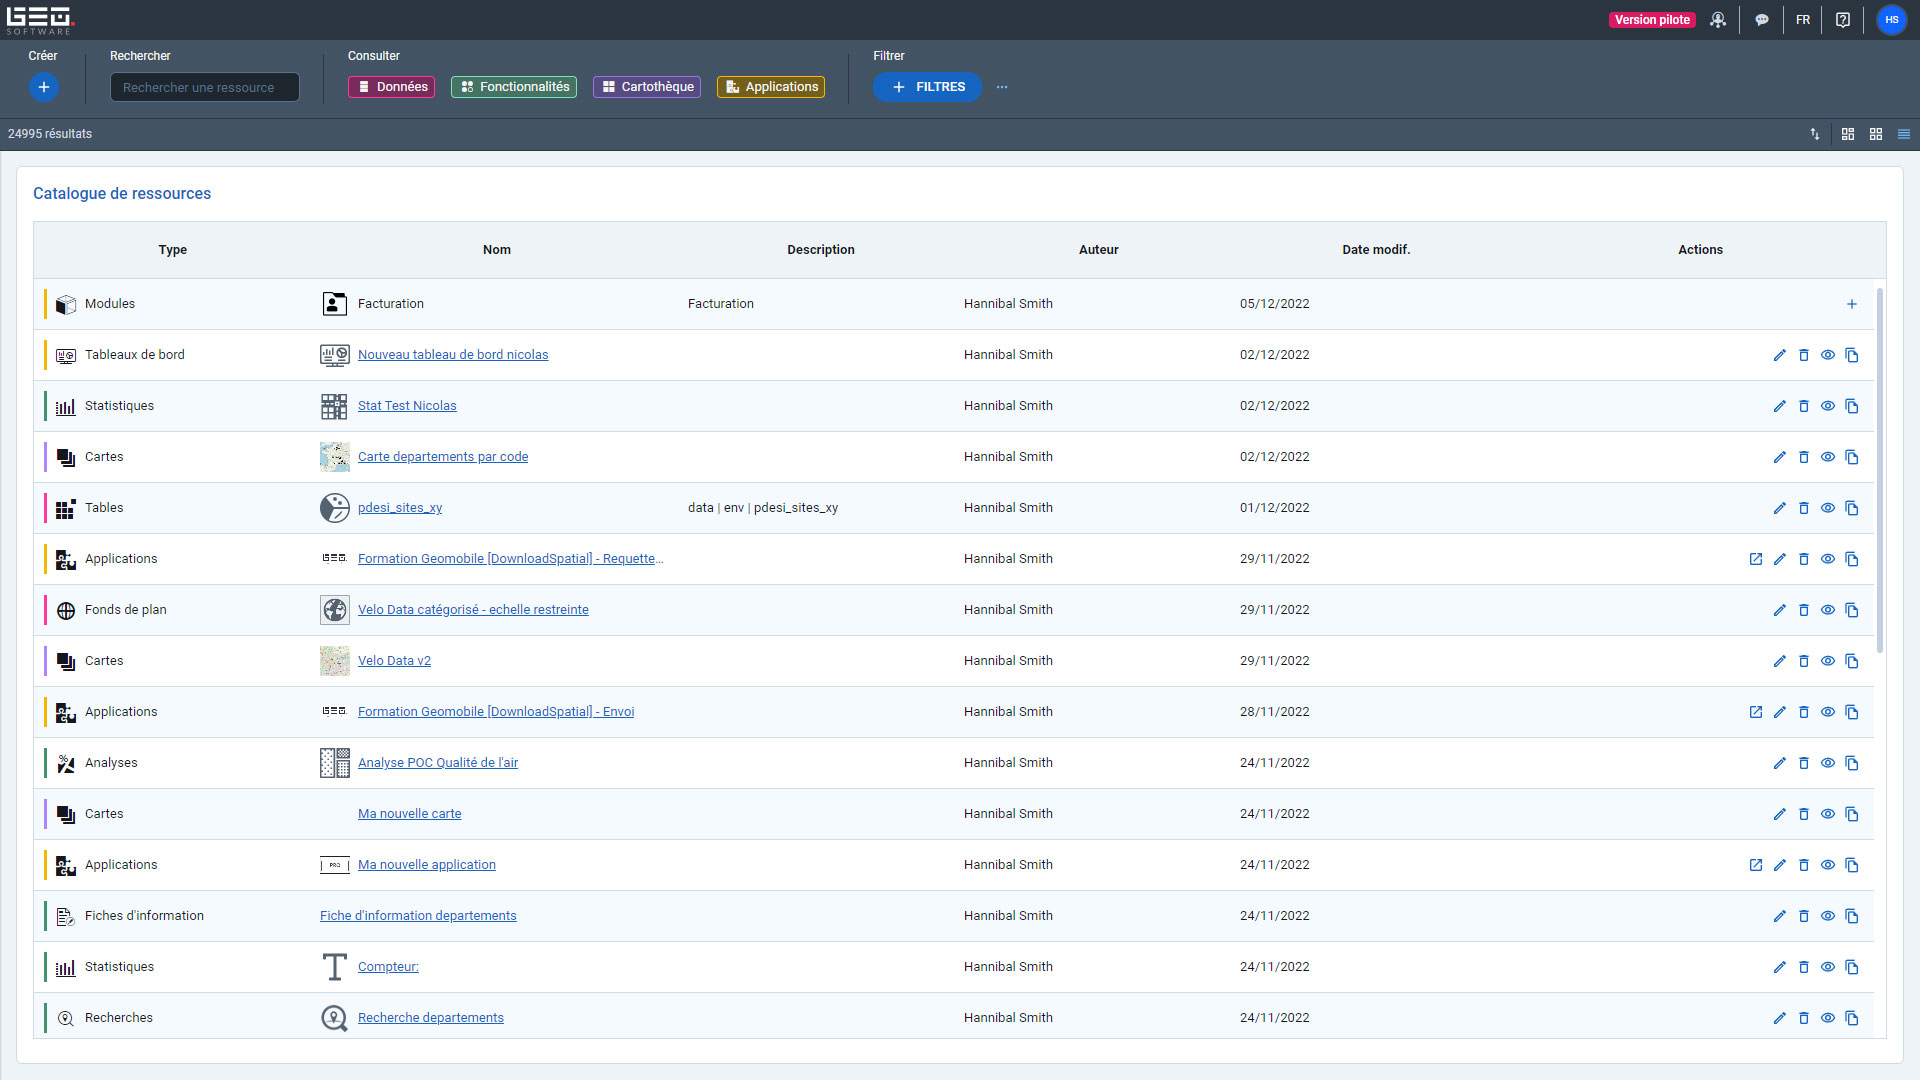 GEO.
SOFTWARE
Version pilote
FR
HS
Créer
Rechercher
Consulter
Filtrer
Rechercher une ressource
Données
Fonctionnalités
Cartothèque
Applications
FILTRES
24995 résultats
Catalogue de ressources
Type Nom Description Auteur Date modif. Actions
Modules Facturation Facturation Hannibal Smith 05/12/2022
Tableaux de bord Nouveau tableau de bord nicolas Hannibal Smith 02/12/2022
Statistiques Stat Test Nicolas Hannibal Smith 02/12/2022
Cartes Carte departements par code Hannibal Smith 02/12/2022
Tables pdesi_sites_xy data | env | pdesi_sites_xy Hannibal Smith 01/12/2022
Applications GEO. Formation Geomobile [DownloadSpatial] - Requette... Hannibal Smith 29/11/2022
Fonds de plan Velo Data catégorisé - echelle restreinte Hannibal Smith 29/11/2022
Cartes Velo Data v2 Hannibal Smith 29/11/2022
Applications GEO. Formation Geomobile [DownloadSpatial] - Envoi Hannibal Smith 28/11/2022
Analyses Analyse POC Qualité de l'air Hannibal Smith 24/11/2022
Cartes Ma nouvelle carte Hannibal Smith 24/11/2022
Applications PRO Ma nouvelle application Hannibal Smith 24/11/2022
Fiches d'information Fiche d'information departements Hannibal Smith 24/11/2022
Statistiques Compteur: Hannibal Smith 24/11/2022
Recherches Recherche departements Hannibal Smith 24/11/2022